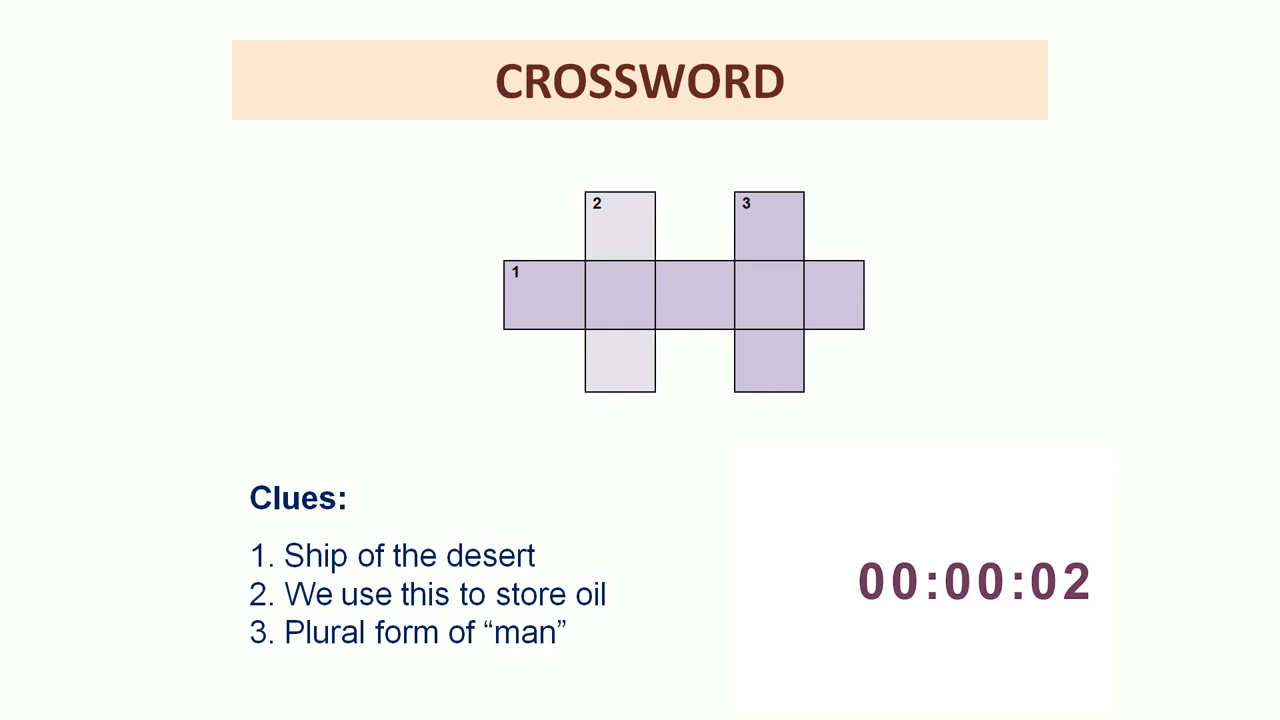 CROSSWORD
2 3
1
Clues:
1. Ship of the desert
2. We use this to store oil
3. Plural form of “man”
00:00:02